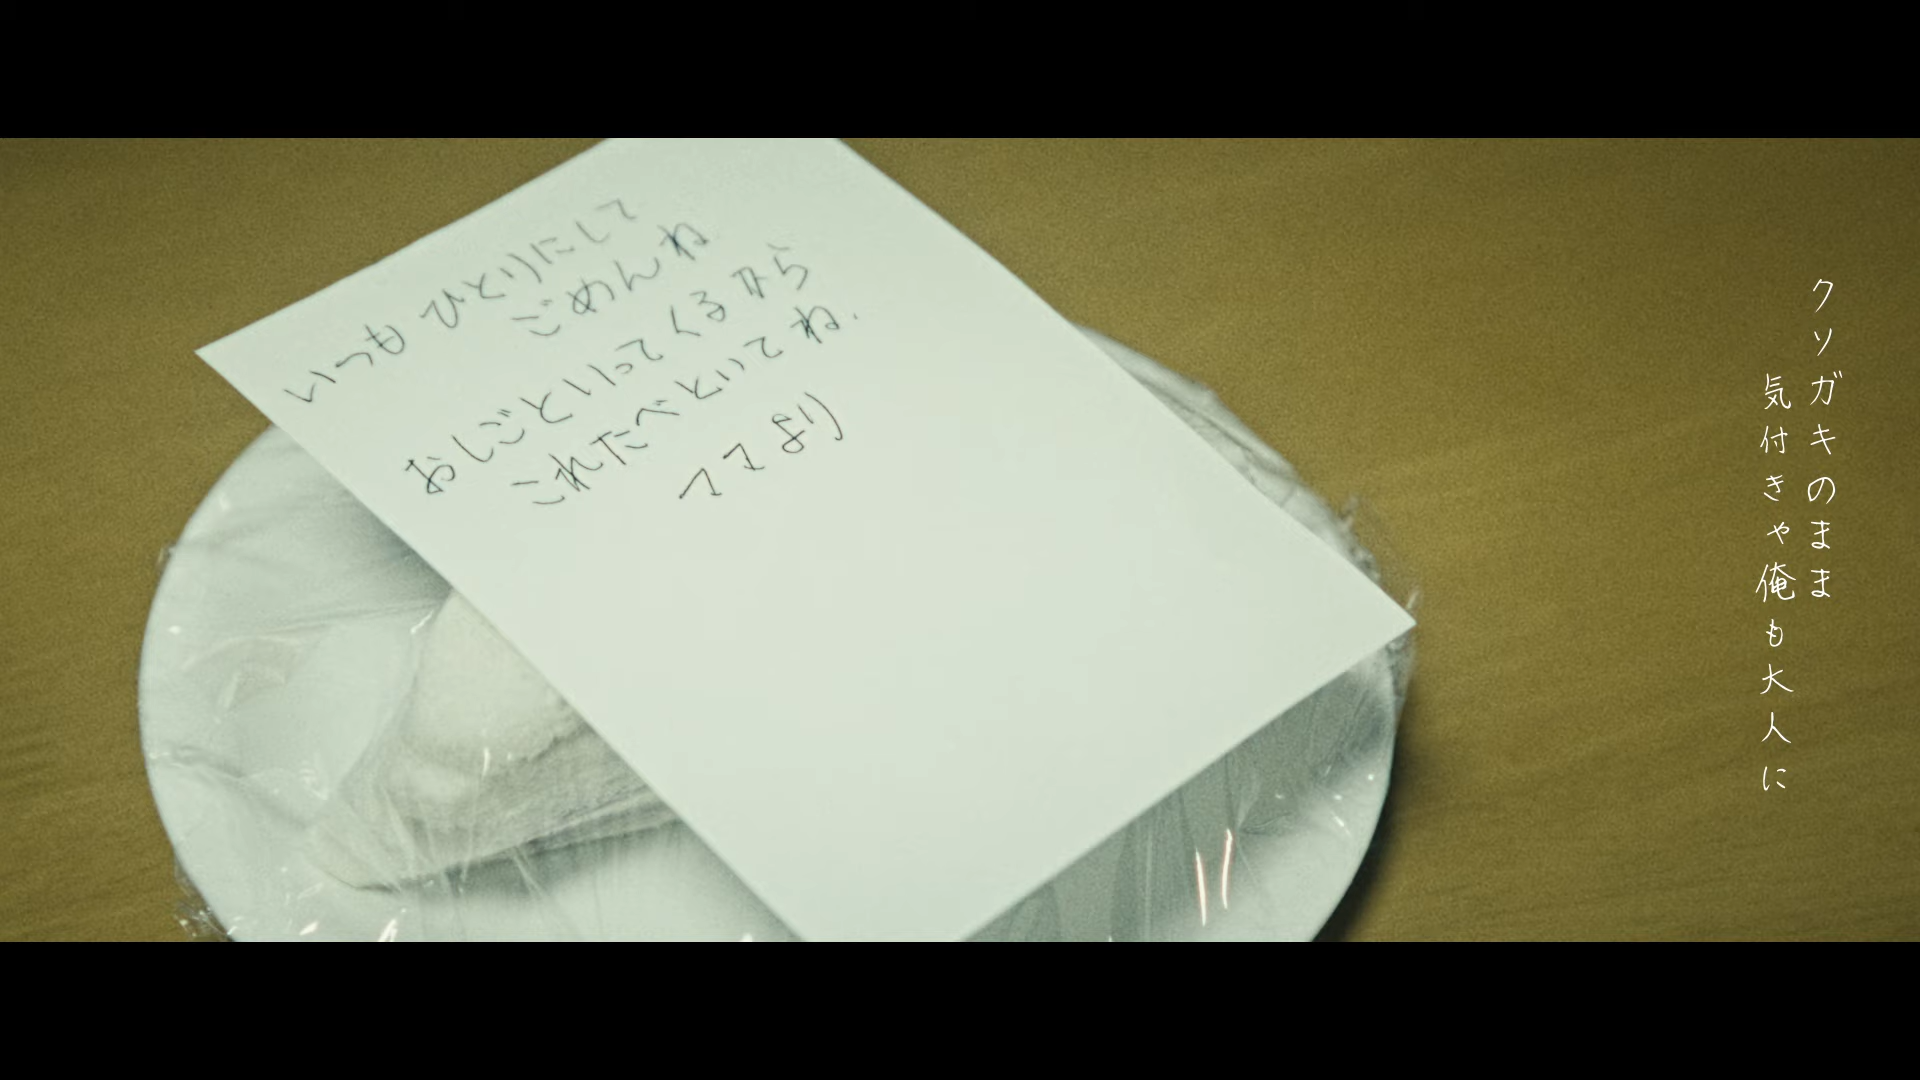 いつもひとりにして
ごめんね
おしごといってくるから
これたべといてね.
ママより
クソガキのまま
気付きゃ俺も大人に